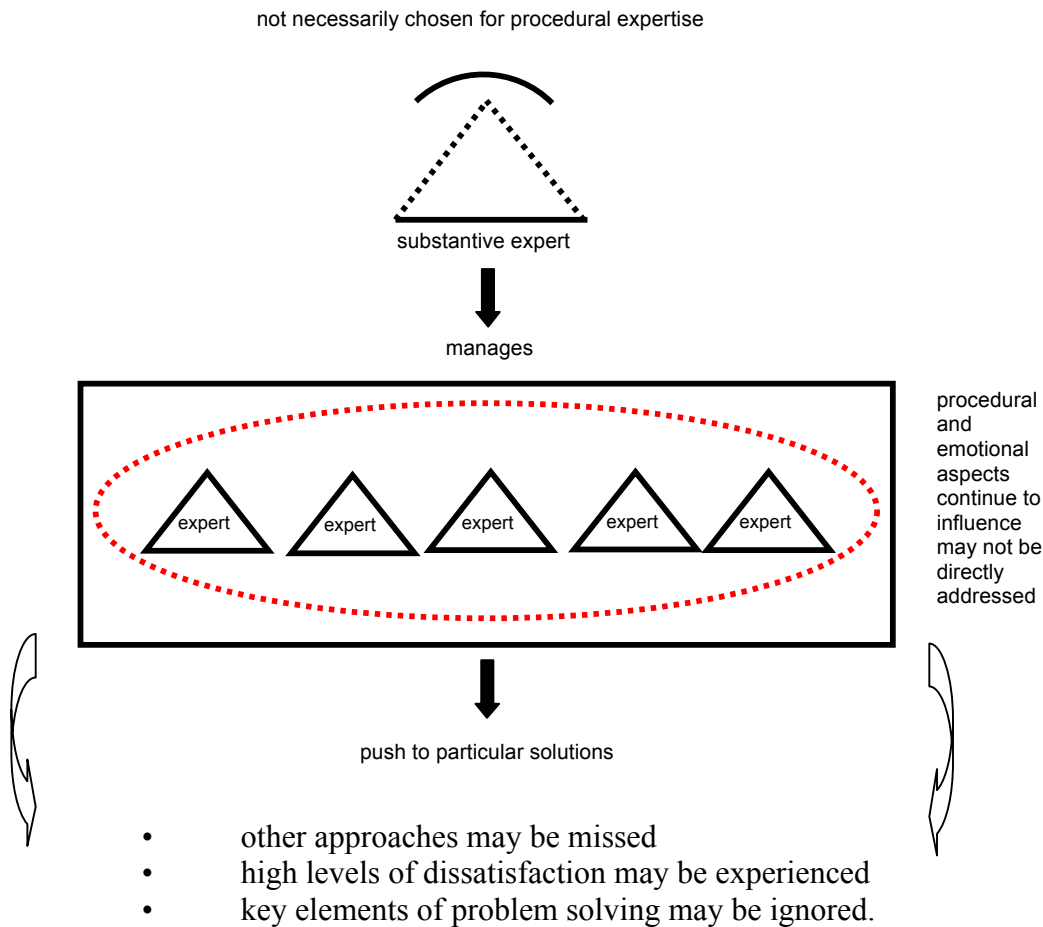 not necessarily chosen for procedural expertise
substantive expert
manages
expert
expert
expert
expert
expert
procedural
and
emotional
aspects
continue to
influence
may not be
directly
addressed
push to particular solutions
• other approaches may be missed
• high levels of dissatisfaction may be experienced
• key elements of problem solving may be ignored.